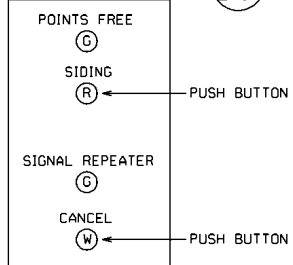 POINTS FREE
G
SIDING
R PUSH BUTTON
SIGNAL REPEATER
G
CANCEL
W PUSH BUTTON